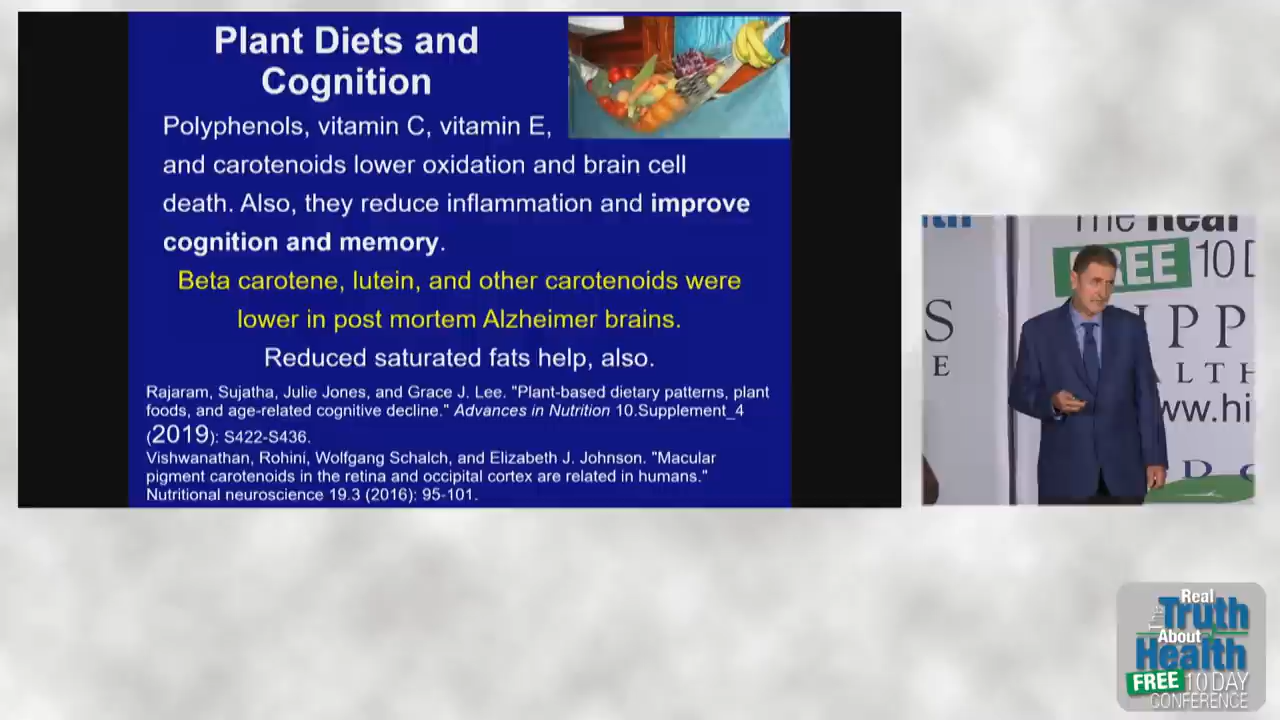 Plant Diets and
Cognition
Polyphenols, vitamin C, vitamin E,
and carotenoids lower oxidation and brain cell
death. Also, they reduce inflammation and improve
cognition and memory.
Beta carotene, lutein, and other carotenoids were
lower in post mortem Alzheimer brains.
Reduced saturated fats help, also.
Rajaram, Sujatha, Julie Jones, and Grace J. Lee. "Plant-based dietary patterns, plant
foods, and age-related cognitive decline." Advances in Nutrition 10.Supplement_4
(2019): S422-S436.
Vishwanathan, Rohini, Wolfgang Schalch, and Elizabeth J. Johnson. "Macular
pigment carotenoids in the retina and occipital cortex are related in humans."
Nutritional neuroscience 19.3 (2016): 95-101.
The Real
FREE 10 D
S IPP
E ALTH
ww.hi
D
The Real
Truth
About
Health
FREE 10 DAY
CONFERENCE